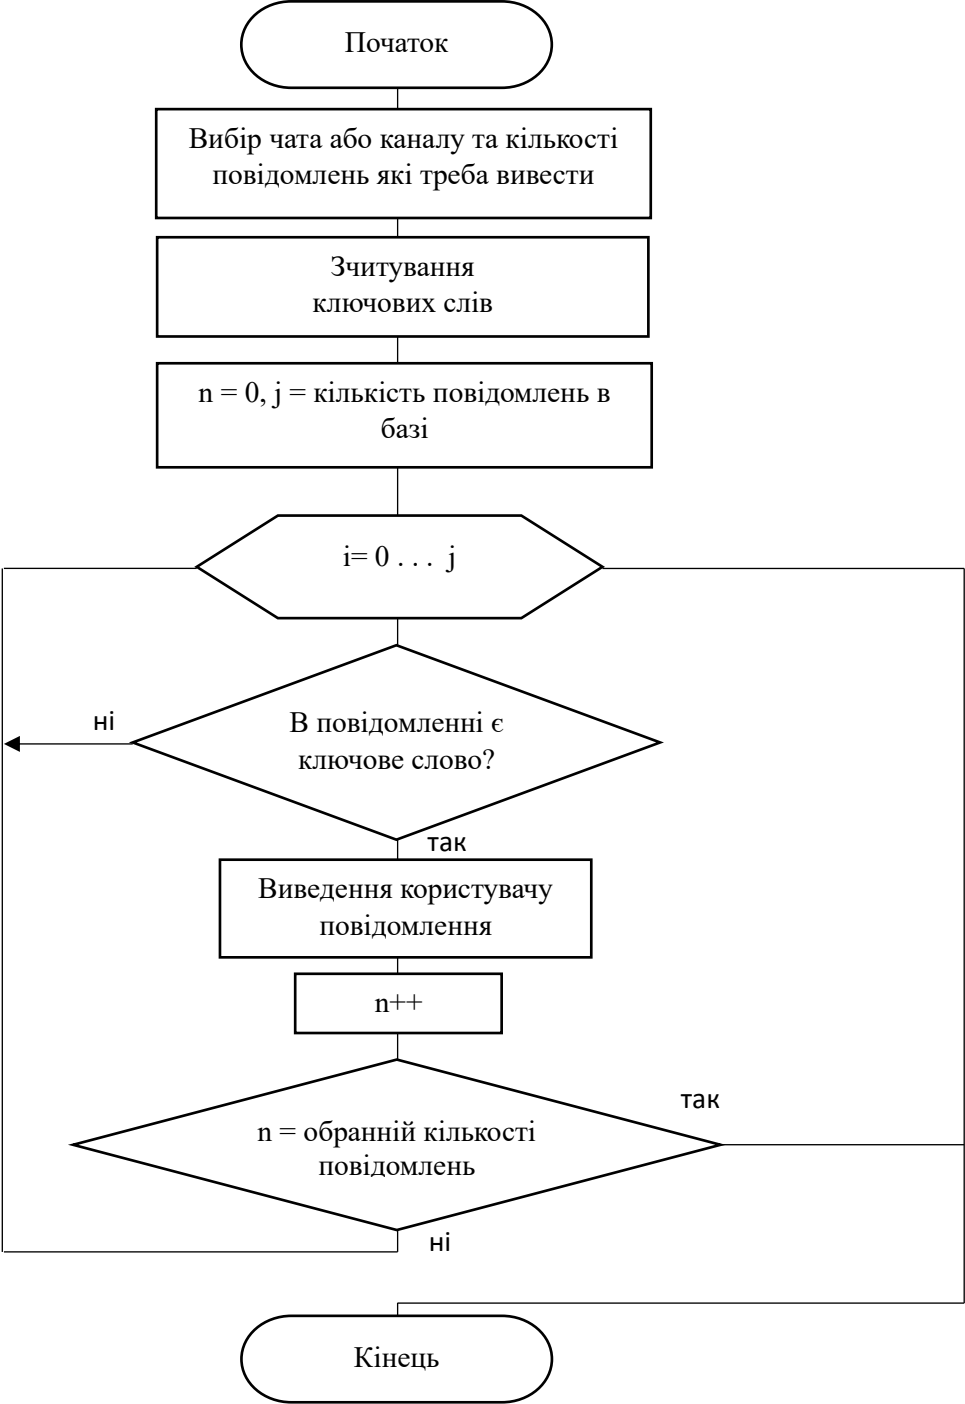 Початок
Вибір чата або каналу та кількості
повідомлень які треба вивести
Зчитування
ключових слів
n = 0, j = кількість повідомлень в
базі
i= 0 . . .  j
ні
В повідомленні є
ключове слово?
так
Виведення користувачу
повідомлення
n++
так
n = обранній кількості
повідомлень
ні
Кінець